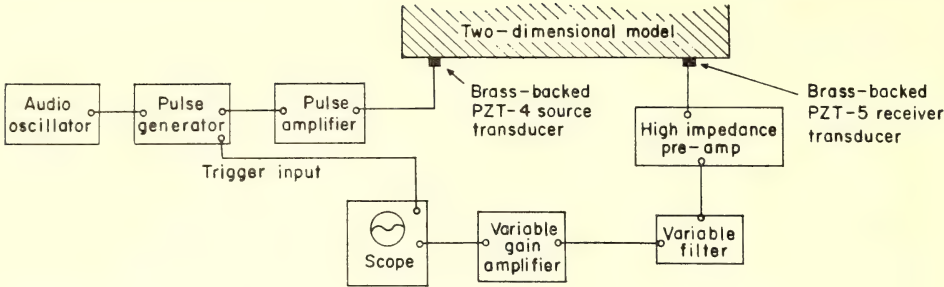 Two-dimensional model
Audio
oscillator
Pulse
generator
Pulse
amplifier
Brass-backed
PZT-4 source
transducer
Brass-backed
PZT-5 receiver
transducer
High impedance
pre-amp
Trigger input
Scope
Variable
gain
amplifier
Variable
filter